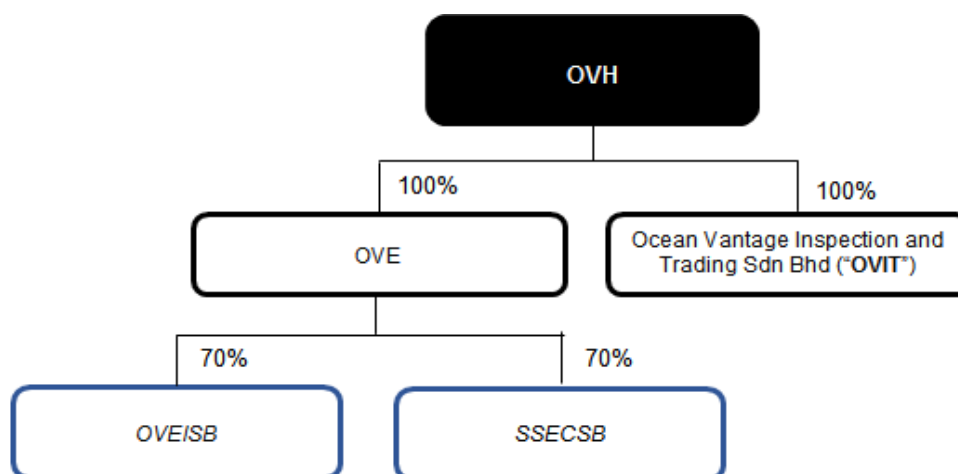 OVH
100%
100%
OVE
Ocean Vantage Inspection and
Trading Sdn Bhd (“OVIT”)
70%
70%
OVEISB
SSECSB